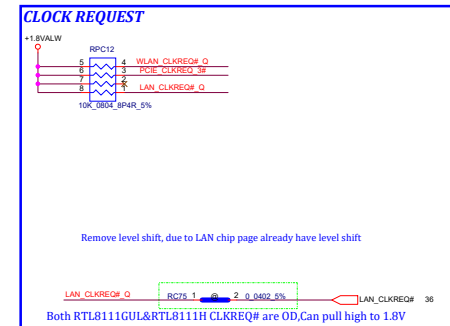 CLOCK REQUEST
+1.8VALW
RPC12
5 4 WLAN_CLKREQ#_Q
6 3 PCIE_CLKREQ_3#
7 2
8 1 LAN_CLKREQ#_Q
10K_0804_8P4R_5%
Remove level shift, due to LAN chip page already have level shift
LAN_CLKREQ#_Q RC75 1 @ 2 0_0402_5% LAN_CLKREQ# 36
Both RTL8111GUL&RTL8111H CLKREQ# are OD,Can pull high to 1.8V